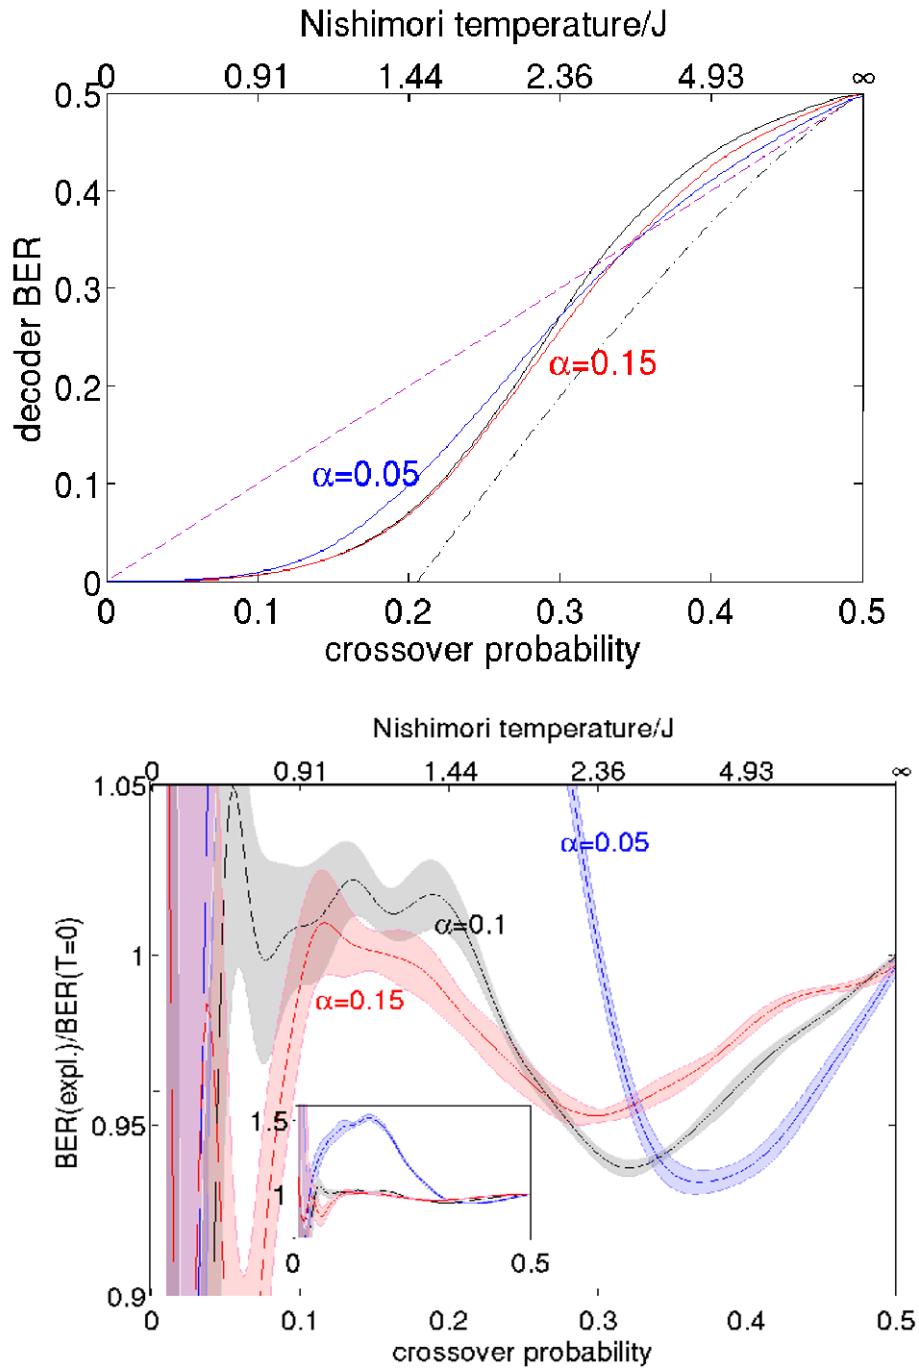 Nishimori temperature/J
0 0.91 1.44 2.36 4.93 ∞
0.5
0.4
0.3
0.2
0.1
0
decoder BER
α=0.15
α=0.05
0 0.1 0.2 0.3 0.4 0.5
crossover probability
Nishimori temperature/J
0 0.91 1.44 2.36 4.93 ∞
1.05
1
0.95
0.9
BER(expl.)/BER(T=0)
α=0.05
α=0.1
α=0.15
1.5
1
0 0.5
0 0.1 0.2 0.3 0.4 0.5
crossover probability